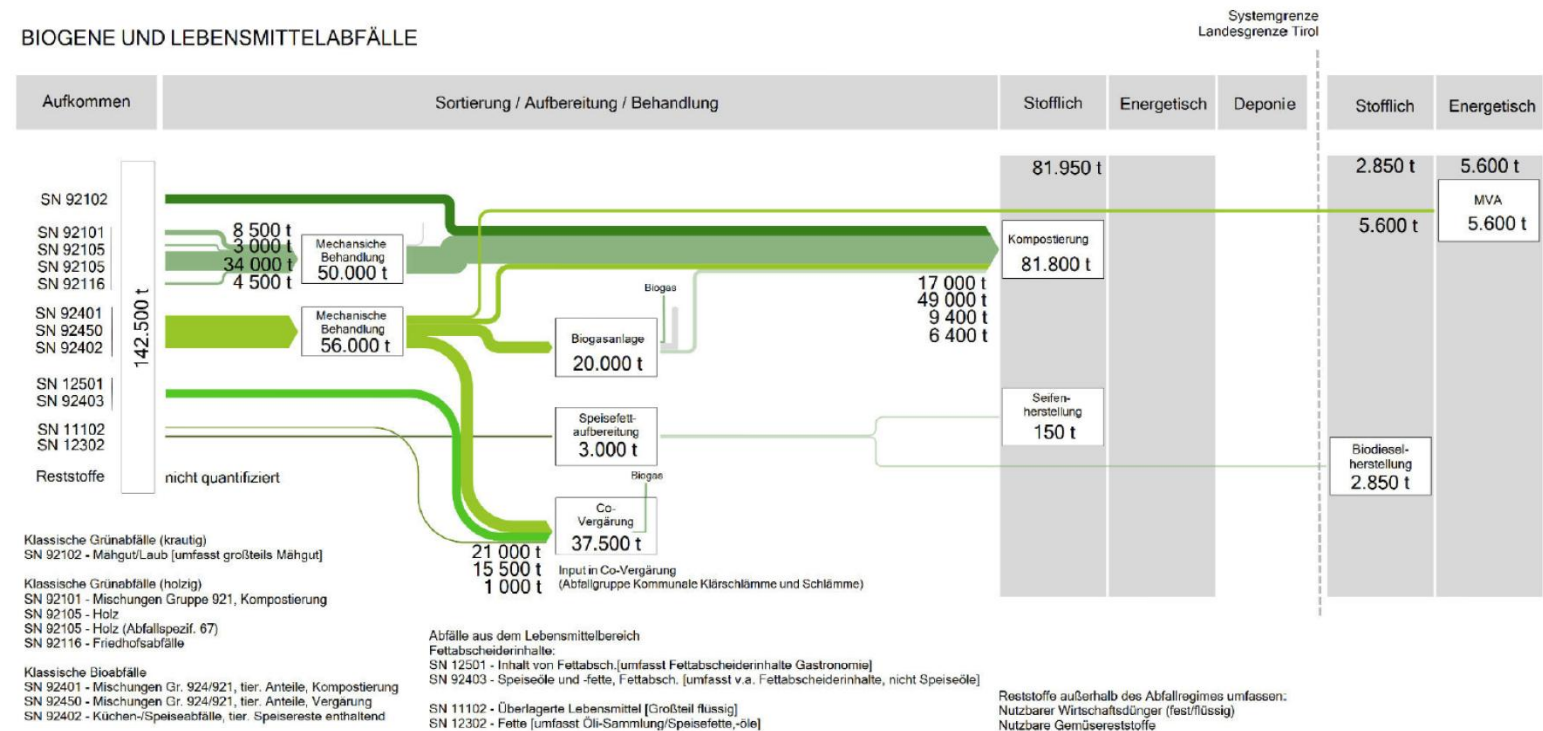 Systemgrenze
Landesgrenze Tirol
BIOGENE UND LEBENSMITTELABFÄLLE
Aufkommen
Sortierung / Aufbereitung / Behandlung
Stofflich
Energetisch
Deponie
Stofflich
Energetisch
81.950 t
2.850 t
5.600 t
SN 92102
SN 92101
SN 92105
SN 92105
SN 92116
SN 92401
SN 92450
SN 92402
SN 12501
SN 92403
SN 11102
SN 12302
Reststoffe
142.500 t
nicht quantifiziert
8 500 t
3 000 t
34 000 t
4 500 t
Mechansiche
Behandlung
50.000 t
Mechanische
Behandlung
56.000 t
Biogas
Biogasanlage
20.000 t
Speisefett-
aufbereitung
3.000 t
Biogas
Co-
Vergärung
37.500 t
21 000 t
15 500 t
1 000 t
Input in Co-Vergärung
(Abfallgruppe Kommunale Klärschlämme und Schlämme)
Kompostierung
81.800 t
17 000 t
49 000 t
9 400 t
6 400 t
Seifen-
herstellung
150 t
5.600 t
MVA
5.600 t
Biodiesel-
herstellung
2.850 t
Klassische Grünabfälle (krautig)
SN 92102 - Mähgut/Laub [umfasst großteils Mähgut]
Klassische Grünabfälle (holzig)
SN 92101 - Mischungen Gruppe 921, Kompostierung
SN 92105 - Holz
SN 92105 - Holz (Abfallspezif. 67)
SN 92116 - Friedhofsabfälle
Klassische Bioabfälle
SN 92401 - Mischungen Gr. 924/921, tier. Anteile, Kompostierung
SN 92450 - Mischungen Gr. 924/921, tier. Anteile, Vergärung
SN 92402 - Küchen-/Speiseabfälle, tier. Speisereste enthaltend
Abfälle aus dem Lebensmittelbereich
Fettabscheiderinhalte:
SN 12501 - Inhalt von Fettabsch.[umfasst Fettabscheiderinhalte Gastronomie]
SN 92403 - Speiseöle und -fette, Fettabsch. [umfasst v.a. Fettabscheiderinhalte, nicht Speiseöl]
SN 11102 - Überlagerte Lebensmittel [Großteil flüssig]
SN 12302 - Fette [umfasst Öli-Sammlung/Speisefette,-öle]
Reststoffe außerhalb des Abfallregimes umfassen:
Nutzbarer Wirtschaftsdünger (fest/flüssig)
Nutzbare Gemüsereststoffe